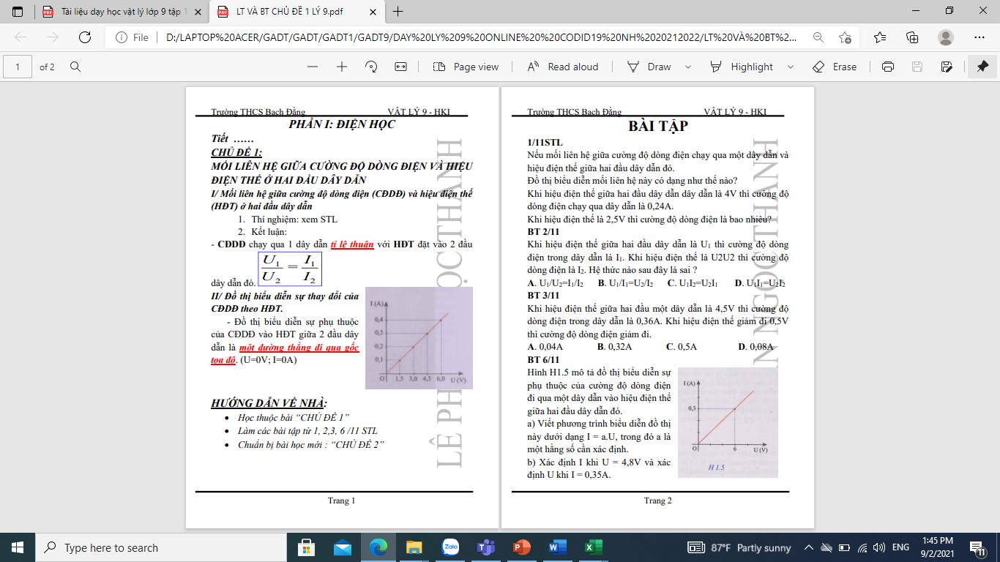 Tài liệu dạy học vật lý lớp 9 tập 1
LT VÀ BT CHỦ ĐỀ 1 LÝ 9.pdf
File
D:/LAPTOP%20ACER/GADT/GADT/GADT1/GADT9/DAY%20LY%209%20ONLINE%20%20CODID19%20NH%2020212022/LT%20VÀ%20BT%2...
1
of 2
Page view
Read aloud
Draw
Highlight
Erase
Trường THCS Bạch Đằng VẬT LÝ 9 - HKI
PHẦN I: ĐIỆN HỌC
Tiết ……
CHỦ ĐỀ 1:
MỐI LIÊN HỆ GIỮA CƯỜNG ĐỘ DÒNG ĐIỆN VÀ HIỆU
ĐIỆN THẾ Ở HAI ĐẦU DÂY DẪN
I/ Mối liên hệ giữa cường độ dòng điện (CĐDĐ) và hiệu điện thế
(HĐT) ở hai đầu dây dẫn
1. Thí nghiệm: xem STL
2. Kết luận:
- CĐDĐ chạy qua 1 dây dẫn tỉ lệ thuận với HĐT đặt vào 2 đầu
dây dẫn đó. U1/U2 = I1/I2
II/ Đồ thị biểu diễn sự thay đổi của
CĐDĐ theo HĐT.
- Đồ thị biểu diễn sự phụ thuộc
của CĐDĐ vào HĐT giữa 2 đầu dây
dẫn là một đường thẳng đi qua gốc
tọa độ. (U=0V; I=0A)
I (A)
0,4
0,3
0,2
0,1
O 1,5 3,0 4,5 6,0 U (V)
HƯỚNG DẪN VỀ NHÀ:
• Học thuộc bài “CHỦ ĐỀ 1”
• Làm các bài tập từ 1, 2,3, 6 /11 STL
• Chuẩn bị bài học mới : “CHỦ ĐỀ 2”
Trang 1
Trường THCS Bạch Đằng VẬT LÝ 9 - HKI
BÀI TẬP
1/11STL
Nếu mối liên hệ giữa cường độ dòng điện chạy qua một dây dẫn và
hiệu điện thế giữa hai đầu dây dẫn đó.
Đồ thị biểu diễn mối liên hệ này có dạng như thế nào?
Khi hiệu điện thế giữa hai đầu dây dẫn dây dẫn là 4V thì cường độ
dòng điện chạy qua dây dẫn là 0,24A.
Khi hiệu điện thế là 2,5V thì cường độ dòng điện là bao nhiêu?
BT 2/11
Khi hiệu điện thế giữa hai đầu dây dẫn là U1 thì cường độ dòng
điện trong dây dẫn là I1. Khi hiệu điện thế là U2U2 thì cường độ
dòng điện là I2. Hệ thức nào sau đây là sai ?
A. U1/U2=I1/I2 B. U1/I1=U2/I2 C. U1I2=U2I1 D. U1I1=U2I2
BT 3/11
Khi hiệu điện thế giữa hai đầu một dây dẫn là 4,5V thì cường độ
dòng điện trong dây dẫn là 0,36A. Khi hiệu điện thế giảm đi 0,5V
thì cường độ dòng điện giảm đi.
A. 0,04A B. 0,32A C. 0,5A D. 0,08A
BT 6/11
Hình H1.5 mô tả đồ thị biểu diễn sự
phụ thuộc của cường độ dòng điện
đi qua một dây dẫn vào hiệu điện thế
giữa hai đầu dây dẫn đó.
a) Viết phương trình biểu diễn đồ thị
này dưới dạng I = a.U, trong đó a là
một hằng số cần xác định.
b) Xác định I khi U = 4,8V và xác
định U khi I = 0,35A.
I (A)
0,3
O 6 U (V)
H 1.5
Trang 2
Type here to search
Zalo
87°F Partly sunny
ENG
1:45 PM
9/2/2021
11